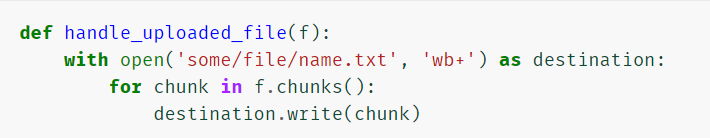 def handle_uploaded_file(f):
    with open('some/file/name.txt', 'wb+') as destination:
        for chunk in f.chunks():
            destination.write(chunk)